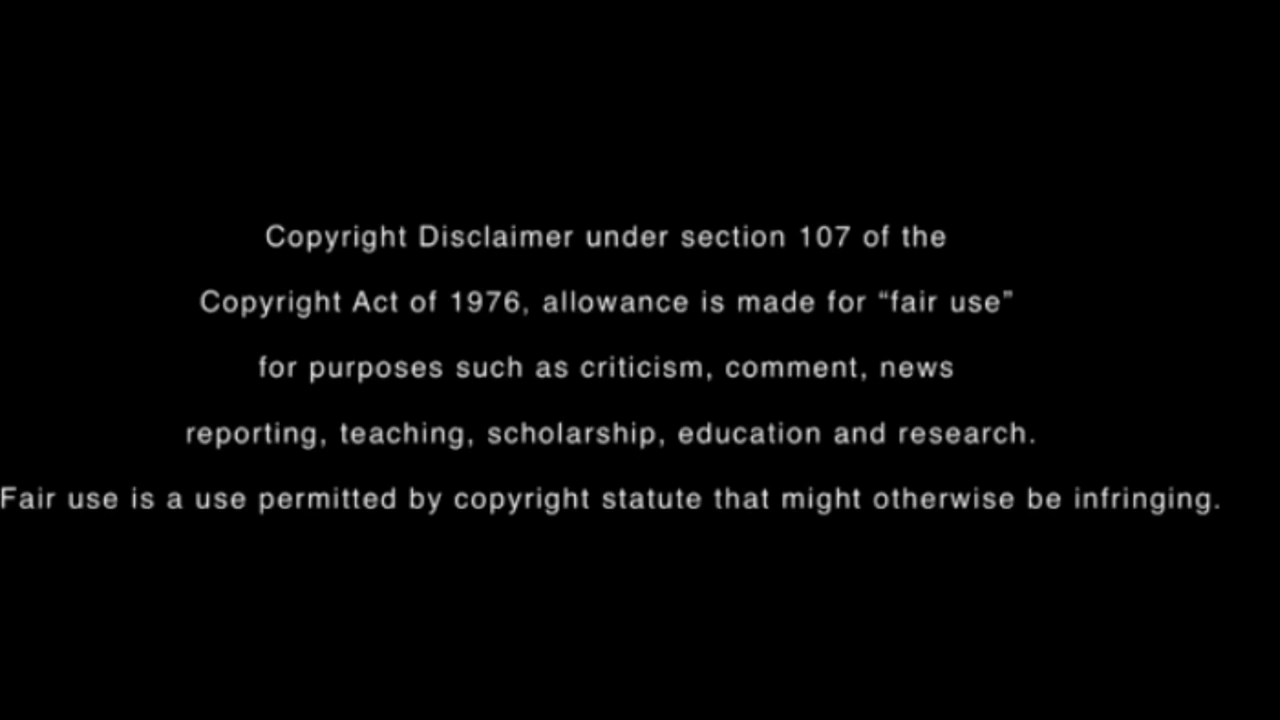 Copyright Disclaimer under section 107 of the
Copyright Act of 1976, allowance is made for “fair use”
for purposes such as criticism, comment, news
reporting, teaching, scholarship, education and research.
Fair use is a use permitted by copyright statute that might otherwise be infringing.